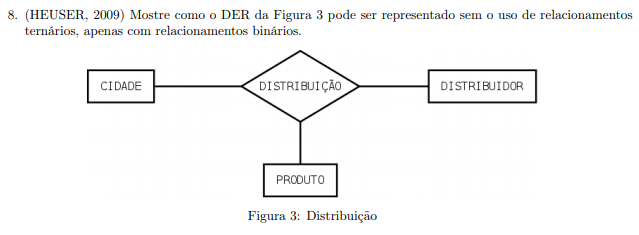 8. (HEUSER, 2009) Mostre como o DER da Figura 3 pode ser representado sem o uso de relacionamentos
ternários, apenas com relacionamentos binários.
CIDADE
DISTRIBUIÇÃO
DISTRIBUIDOR
PRODUTO
Figura 3: Distribuição